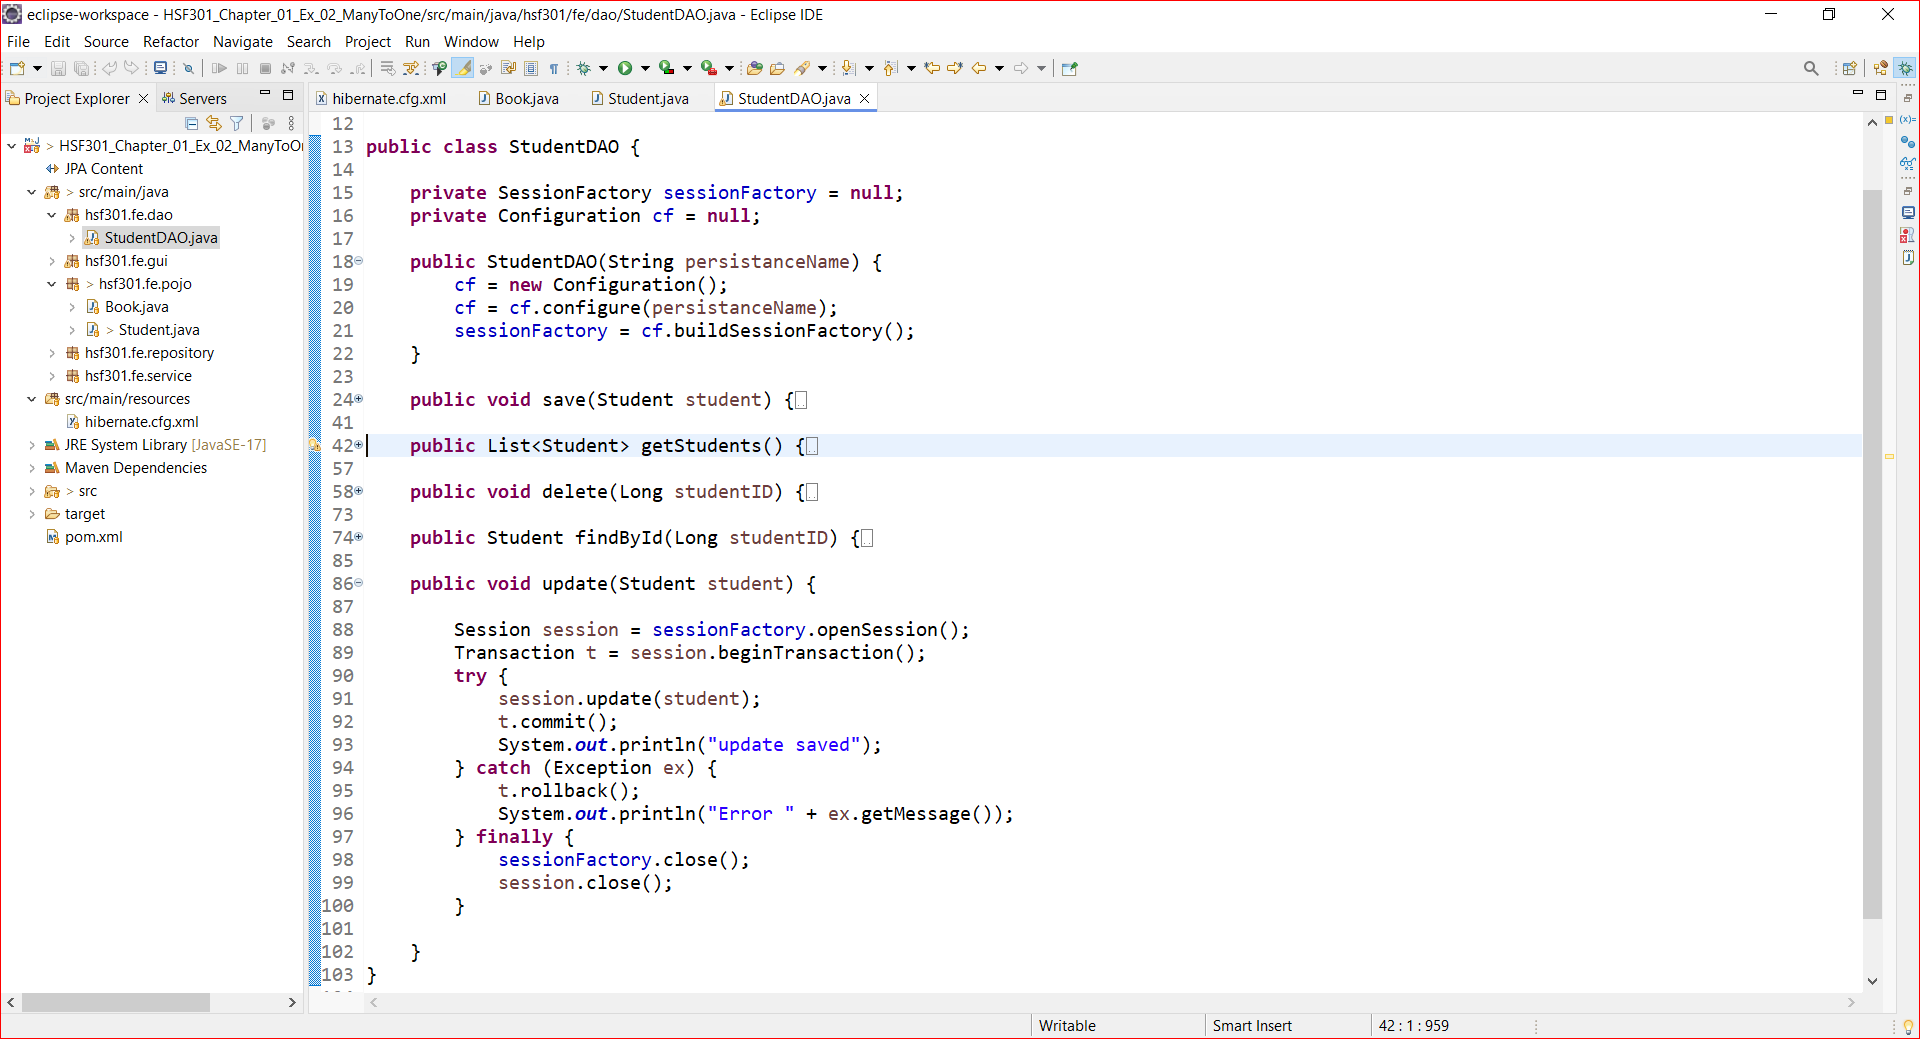 eclipse-workspace - HSF301_Chapter_01_Ex_02_ManyToOne/src/main/java/hsf301/fe/dao/StudentDAO.java - Eclipse IDE
File Edit Source Refactor Navigate Search Project Run Window Help
Project Explorer Servers
HSF301_Chapter_01_Ex_02_ManyToOn
JPA Content
> src/main/java
hsf301.fe.dao
StudentDAO.java
hsf301.fe.gui
> hsf301.fe.pojo
Book.java
> Student.java
hsf301.fe.repository
hsf301.fe.service
src/main/resources
hibernate.cfg.xml
JRE System Library [JavaSE-17]
Maven Dependencies
> src
target
pom.xml
hibernate.cfg.xml Book.java Student.java StudentDAO.java
12
13 public class StudentDAO {
14
15 private SessionFactory sessionFactory = null;
16 private Configuration cf = null;
17
18 public StudentDAO(String persistanceName) {
19 cf = new Configuration();
20 cf = cf.configure(persistanceName);
21 sessionFactory = cf.buildSessionFactory();
22 }
23
24 public void save(Student student) {
41
42 public List<Student> getStudents() {
57
58 public void delete(Long studentID) {
73
74 public Student findById(Long studentID) {
85
86 public void update(Student student) {
87
88 Session session = sessionFactory.openSession();
89 Transaction t = session.beginTransaction();
90 try {
91 session.update(student);
92 t.commit();
93 System.out.println("update saved");
94 } catch (Exception ex) {
95 t.rollback();
96 System.out.println("Error " + ex.getMessage());
97 } finally {
98 sessionFactory.close();
99 session.close();
100 }
101
102 }
103 }
Writable Smart Insert 42 : 1 : 959